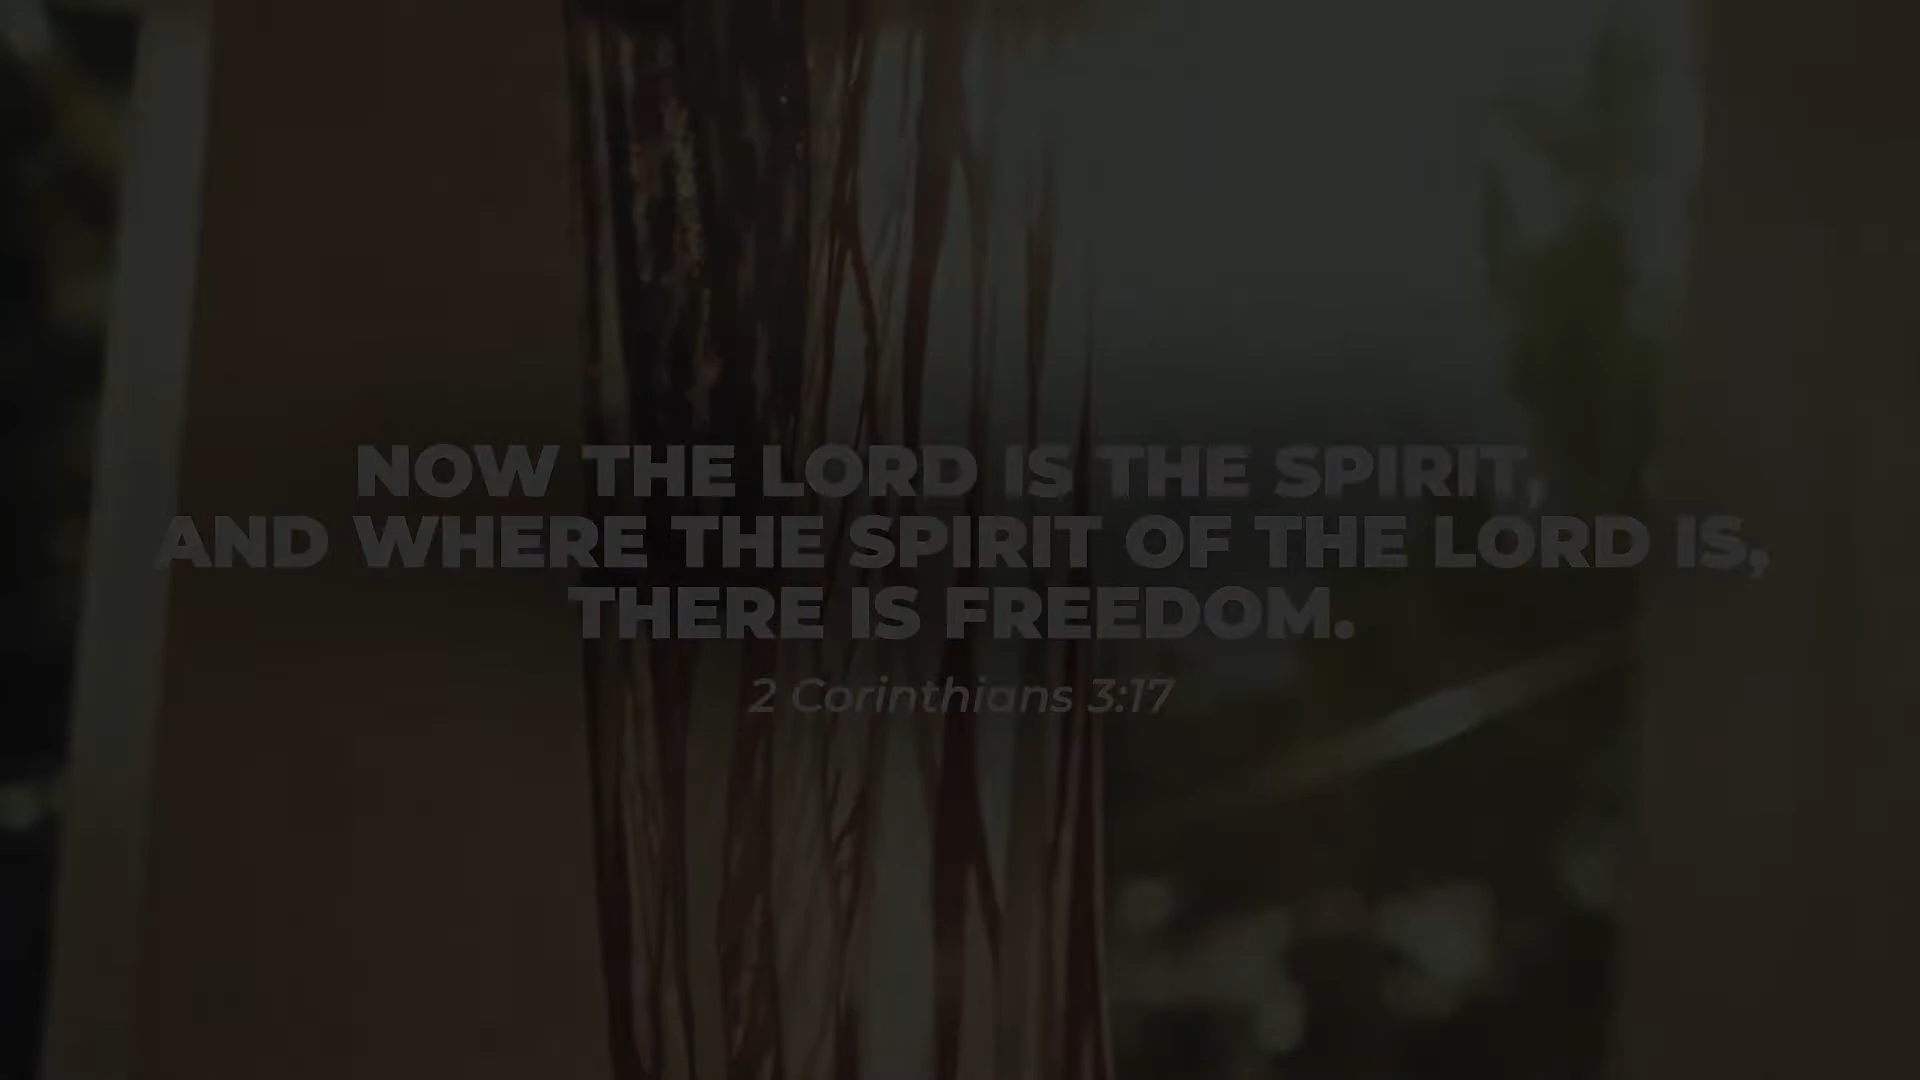 NOW THE LORD IS THE SPIRIT,
AND WHERE THE SPIRIT OF THE LORD IS,
THERE IS FREEDOM.
2 Corinthians 3:17